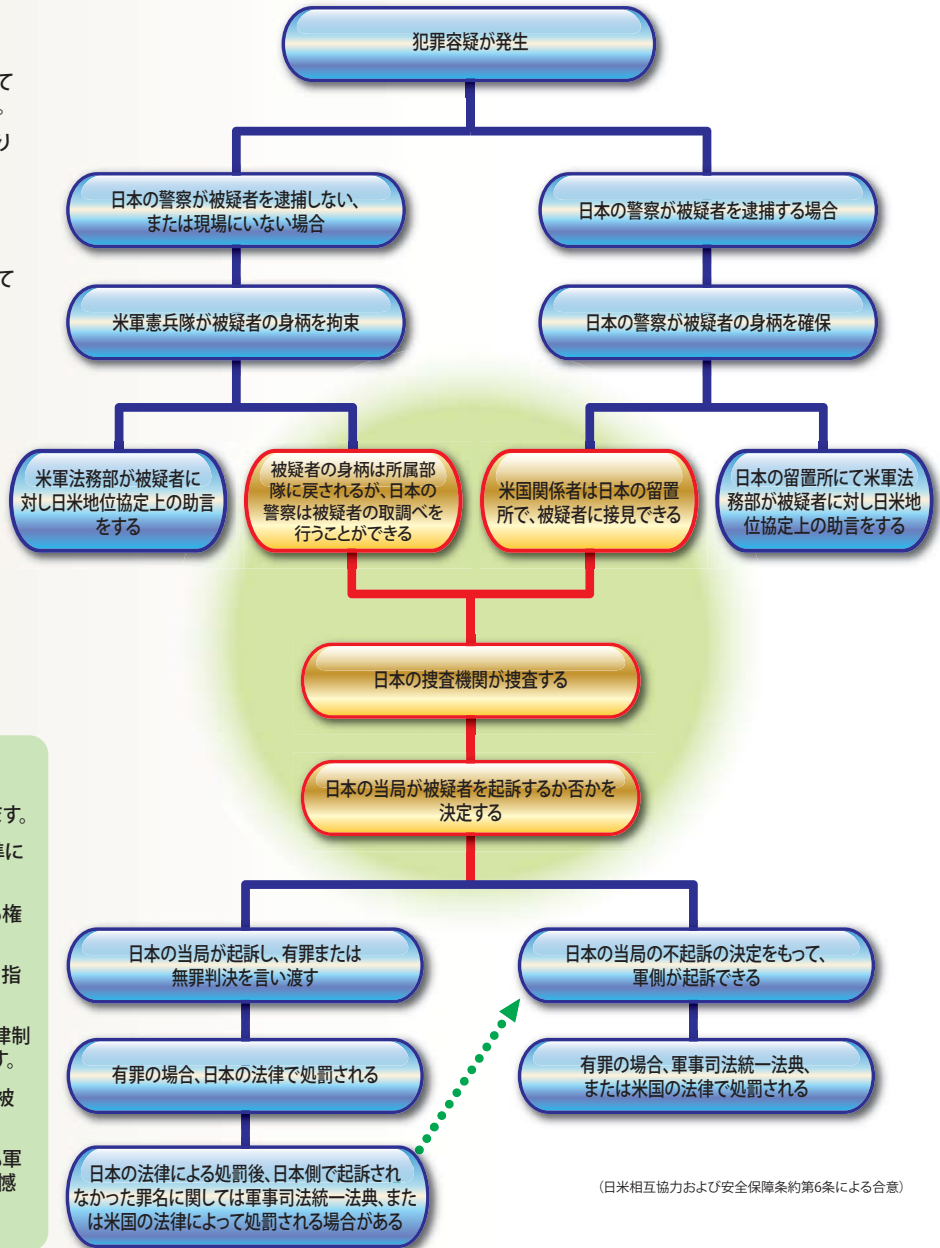 犯罪容疑が発生
て
。
り
日本の警察が被疑者を逮捕しない、
または現場にいない場合
日本の警察が被疑者を逮捕する場合
て
米軍憲兵隊が被疑者の身柄を拘束
日本の警察が被疑者の身柄を確保
米軍法務部が被疑者に
対し日米地位協定上の助言
をする
被疑者の身柄は所属部
隊に戻されるが、日本の
警察は被疑者の取調べを
行うことができる
米国関係者は日本の留置
所で、被疑者に接見できる
日本の留置所にて米軍法
務部が被疑者に対し日米地
位協定上の助言をする
日本の捜査機関が捜査する
日本の当局が被疑者を起訴するか否かを
決定する
す。
に
権
指
律制
す。
被
軍
憾
日本の当局が起訴し、有罪または
無罪判決を言い渡す
日本の当局の不起訴の決定をもって、
軍側が起訴できる
有罪の場合、日本の法律で処罰される
有罪の場合、軍事司法統一法典、
または米国の法律で処罰される
日本の法律による処罰後、日本側で起訴され
なかった罪名に関しては軍事司法統一法典、また
は米国の法律によって処罰される場合がある
(日米相互協力および安全保障条約第6条による合意)